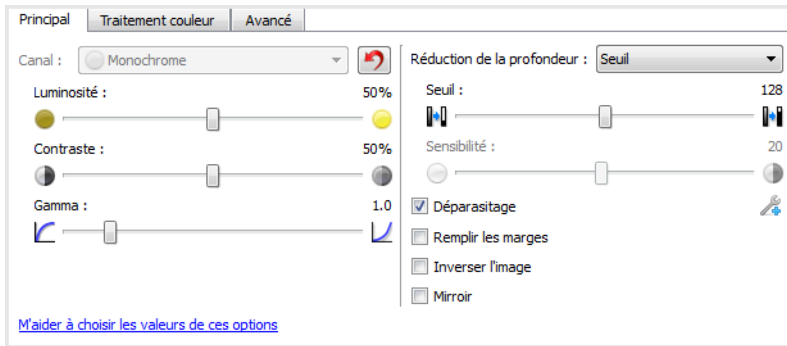 Principal Traitement couleur Avancé
Canal : Monochrome
Luminosité : 50%
Contraste : 50%
Gamma : 1.0
Réduction de la profondeur : Seuil
Seuil : 128
Sensibilité : 20
Déparasitage
Remplir les marges
Inverser l'image
Mirroir
M'aider à choisir les valeurs de ces options